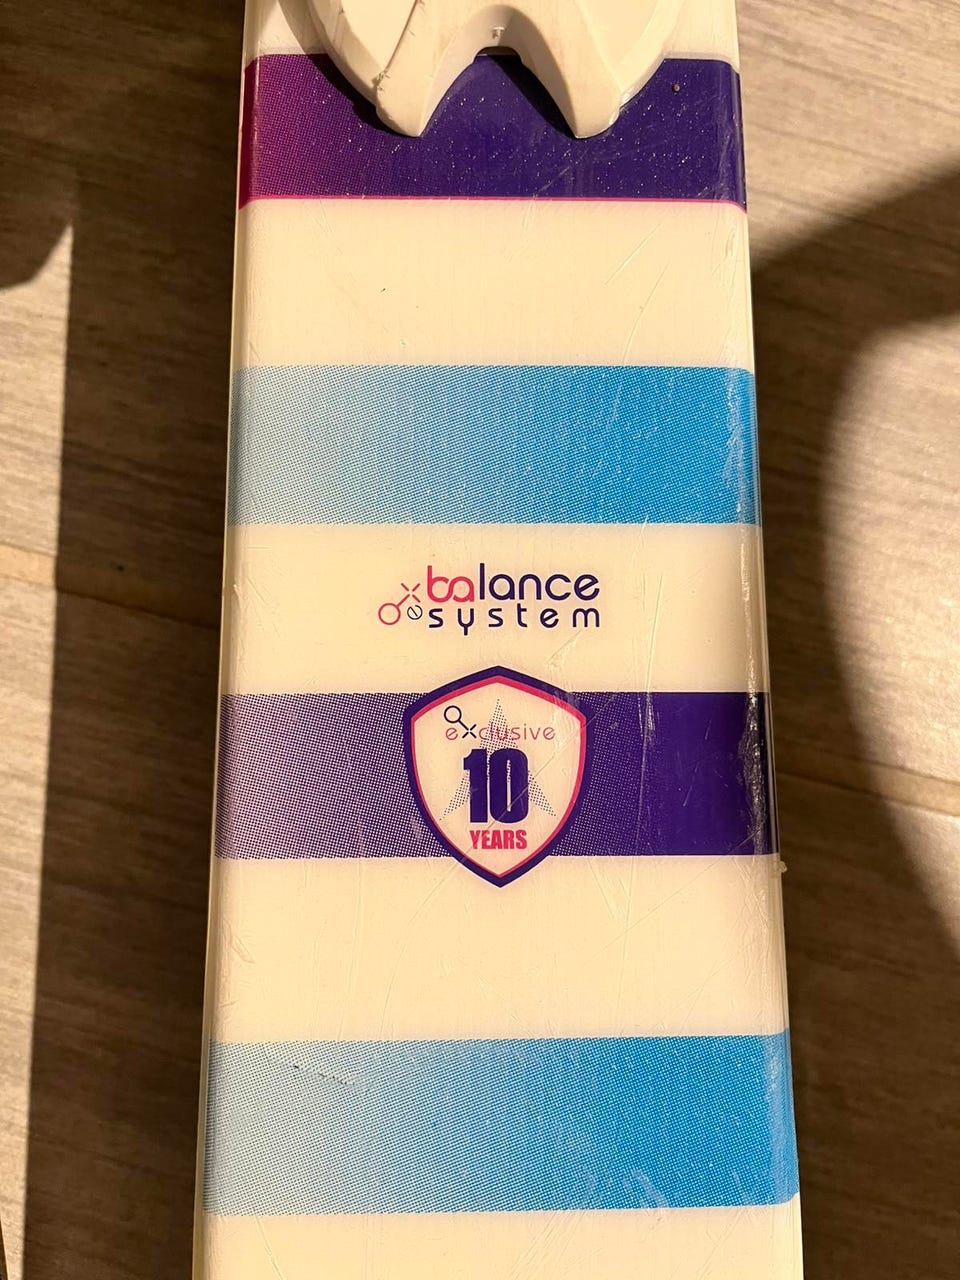 balance
e system
exclusive
10
YEARS